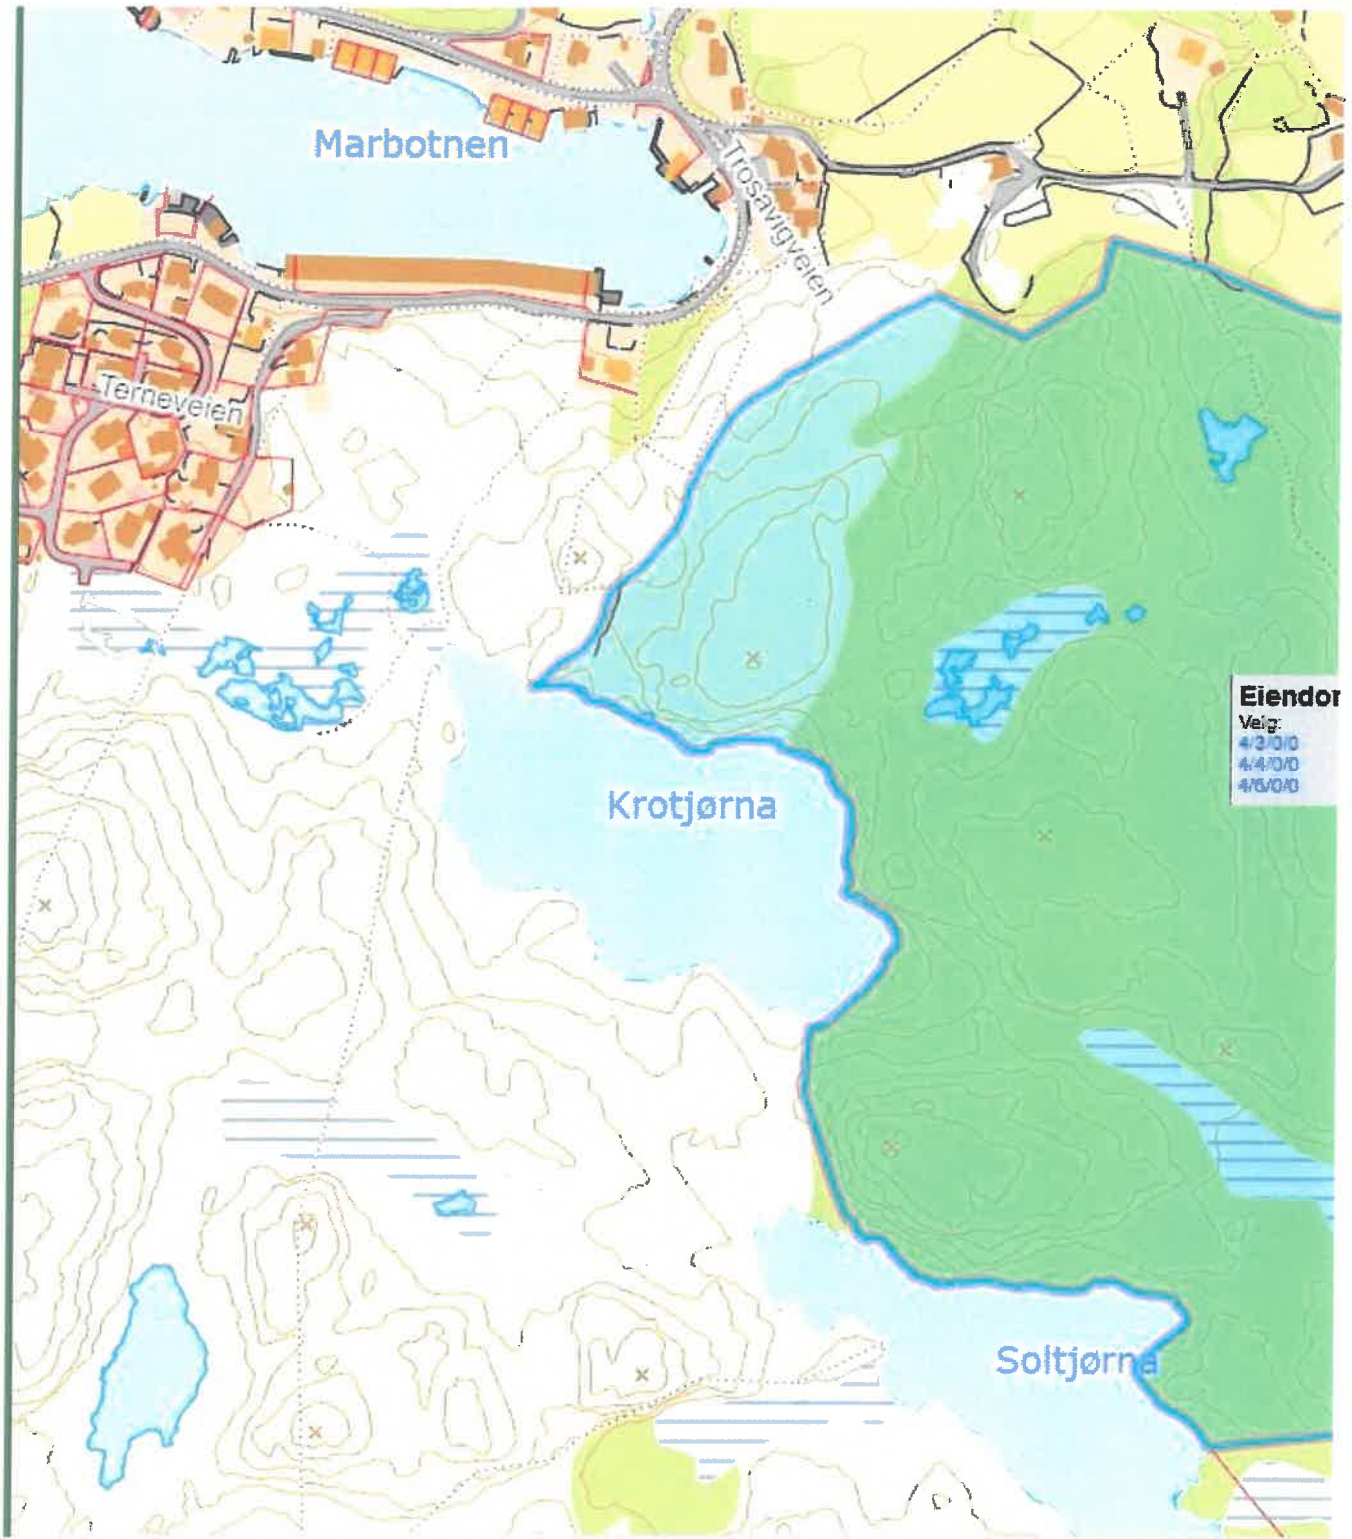 Marbotnen
Trosavigveien
Terneveien
Eiendor
Velg:
4/3/0/0
4/4/0/0
4/6/0/0
Krotjørna
Soltjørna